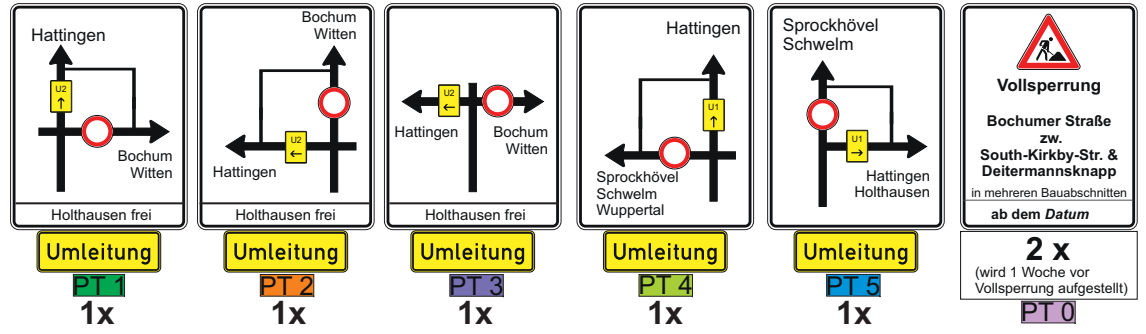 Hattingen
U2
Bochum
Witten
Holthausen frei
Umleitung
PT 1
1x
Bochum
Witten
U2
Hattingen
Holthausen frei
Umleitung
PT 2
1x
U2
Hattingen
Bochum
Witten
Holthausen frei
Umleitung
PT 3
1x
Hattingen
U1
Sprockhövel
Schwelm
Wuppertal
Umleitung
PT 4
1x
Sprockhövel
Schwelm
U1
Hattingen
Holthausen
Umleitung
PT 5
1x
Vollsperrung
Bochumer Straße
zw.
South-Kirkby-Str. &
Deitermannsknapp
in mehreren Bauabschnitten
ab dem Datum
2 x
(wird 1 Woche vor
Vollsperrung aufgestellt)
PT 0